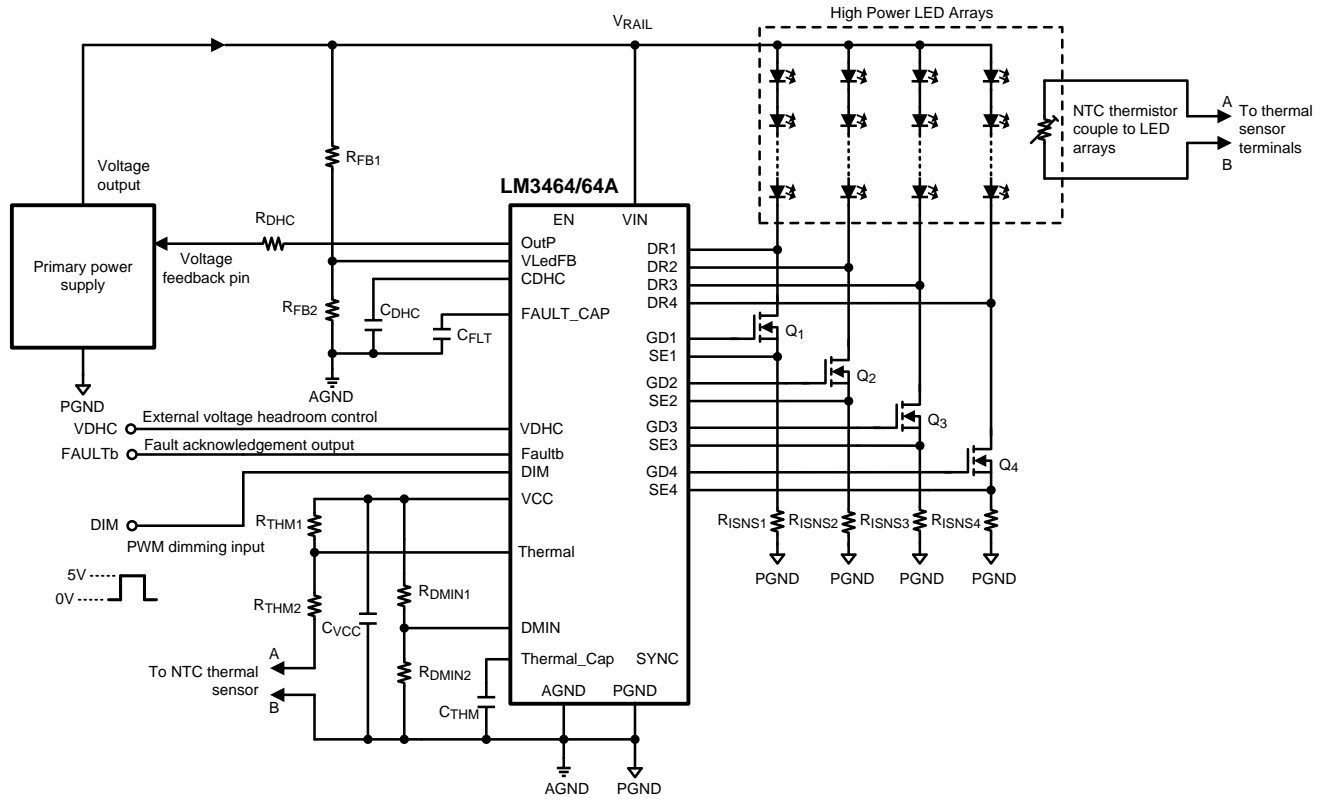 High Power LED Arrays
VRAIL
NTC thermistor
couple to LED
arrays
A
B
To thermal
sensor
terminals
Voltage
output
RFB1
LM3464/64A
EN
VIN
RDHC
Primary power
supply
Voltage
feedback pin
OutP
VLedFB
CDHC
FAULT_CAP
RFB2
CDHC
CFLT
AGND
PGND
DR1
DR2
DR3
DR4
GD1
SE1
GD2
SE2
GD3
SE3
GD4
SE4
Q1
Q2
Q3
Q4
VDHC
External voltage headroom control
VDHC
FAULTb
Fault acknowledgement output
Faultb
DIM
VCC
DIM
PWM dimming input
5V
0V
RTHM1
Thermal
RTHM2
CVCC
RDMIN1
DMIN
RDMIN2
Thermal_Cap
SYNC
CTHM
AGND
PGND
To NTC thermal
sensor
A
B
RISNS1
RISNS2
RISNS3
RISNS4
PGND
PGND
PGND
PGND
AGND
PGND